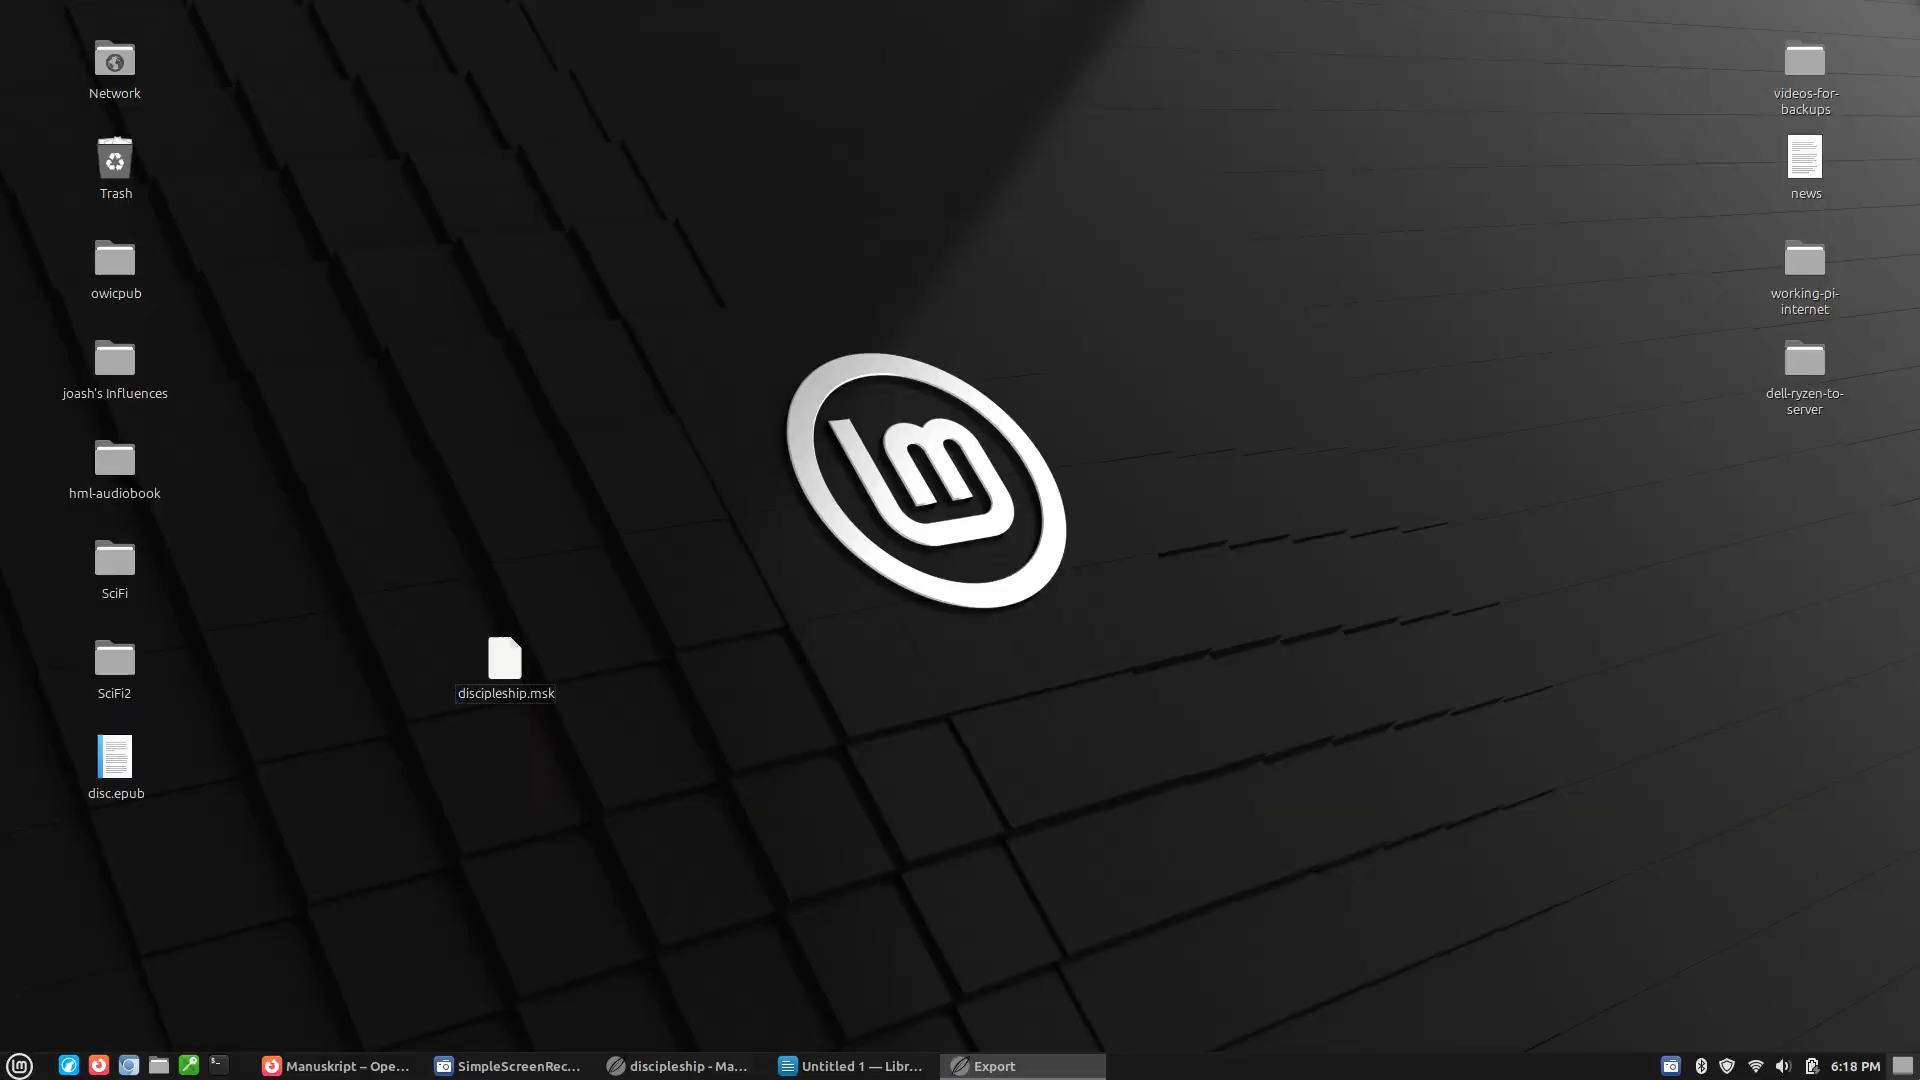 Network
Trash
owicpub
joash's Influences
hml-audiobook
SciFi
SciFi2
disc.epub
discipleship.msk
videos-for-
backups
news
working-pi-
internet
dell-ryzen-to-
server
Manuskript – Ope...
SimpleScreenRec...
discipleship - Ma...
Untitled 1 — Libr...
Export
6:18 PM